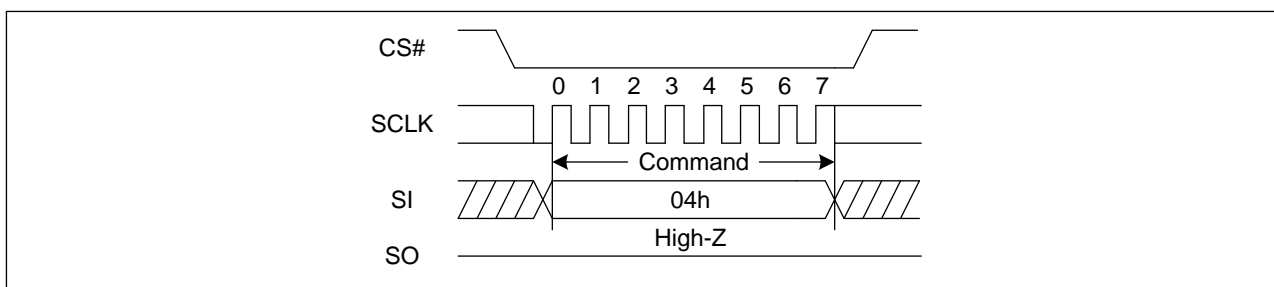 CS#
0 1 2 3 4 5 6 7
SCLK
Command
SI
04h
High-Z
SO